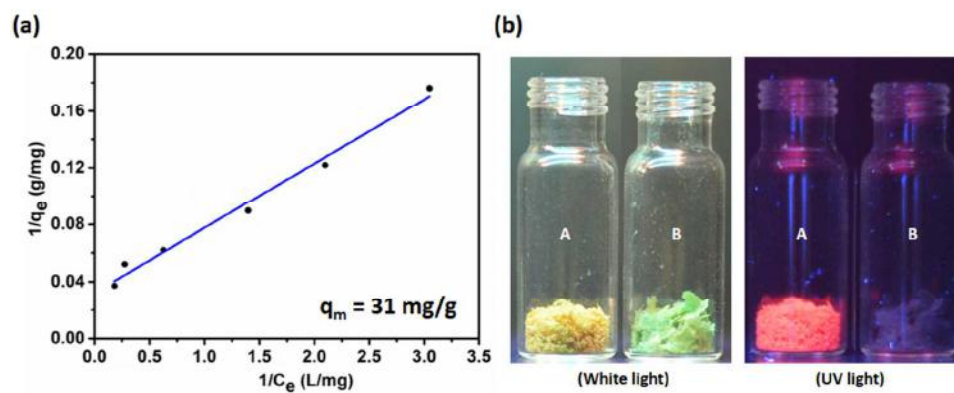 (a)
0.20
0.16
0.12
0.08
0.04
0.00
1/qe (g/mg)
0.0 0.5 1.0 1.5 2.0 2.5 3.0 3.5
1/Ce (L/mg)
qm = 31 mg/g
(b)
A B
A B
(White light) (UV light)